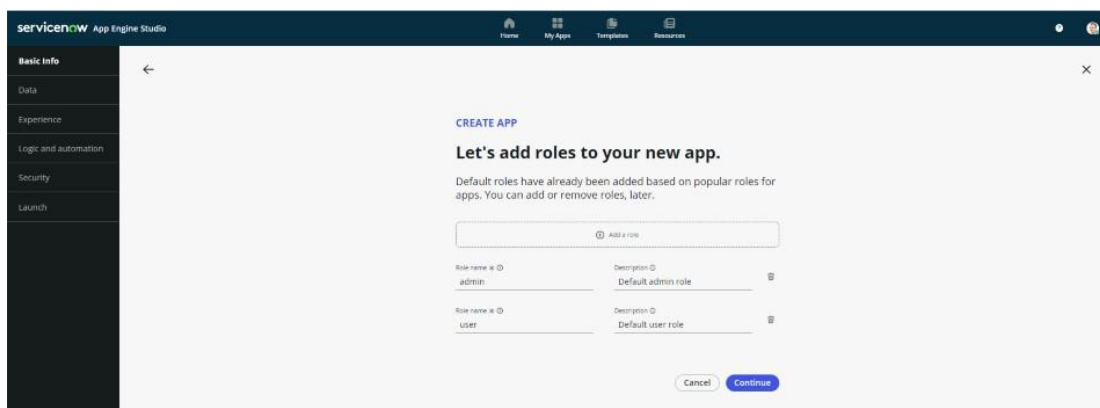 servicenow App Engine Studio
Home
My Apps
Templates
Resources
Basic Info
Data
Experience
Logic and automation
Security
Launch
CREATE APP
Let's add roles to your new app.
Default roles have already been added based on popular roles for
apps. You can add or remove roles, later.
Add a role
Role name
Description
admin
Default admin role
Role name
Description
user
Default user role
Cancel
Continue